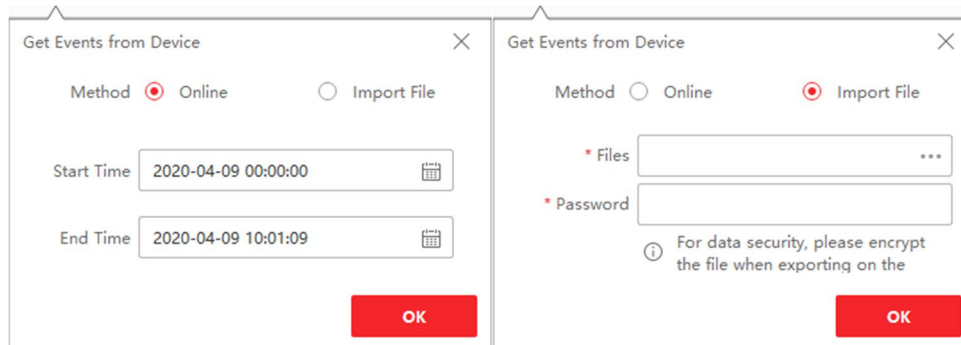 Get Events from Device
Method Online Import File
Start Time 2020-04-09 00:00:00
End Time 2020-04-09 10:01:09
OK
Get Events from Device
Method Online Import File
* Files ...
* Password
For data security, please encrypt
the file when exporting on the
OK